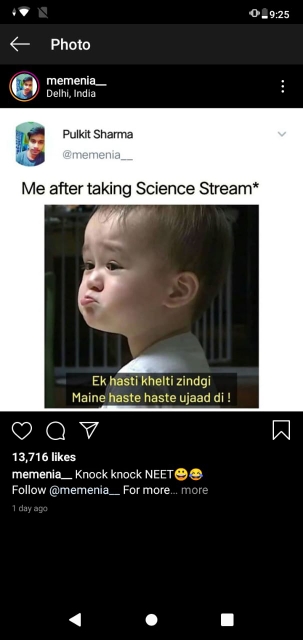 9:25
Photo
memenia__
Delhi, India
Pulkit Sharma
@memenia__
Me after taking Science Stream*
Ek hasti khelti zindgi
Maine haste haste ujaad di !
13,716 likes
memenia__ Knock knock NEET😃😂
Follow @memenia__ For more... more
1 day ago